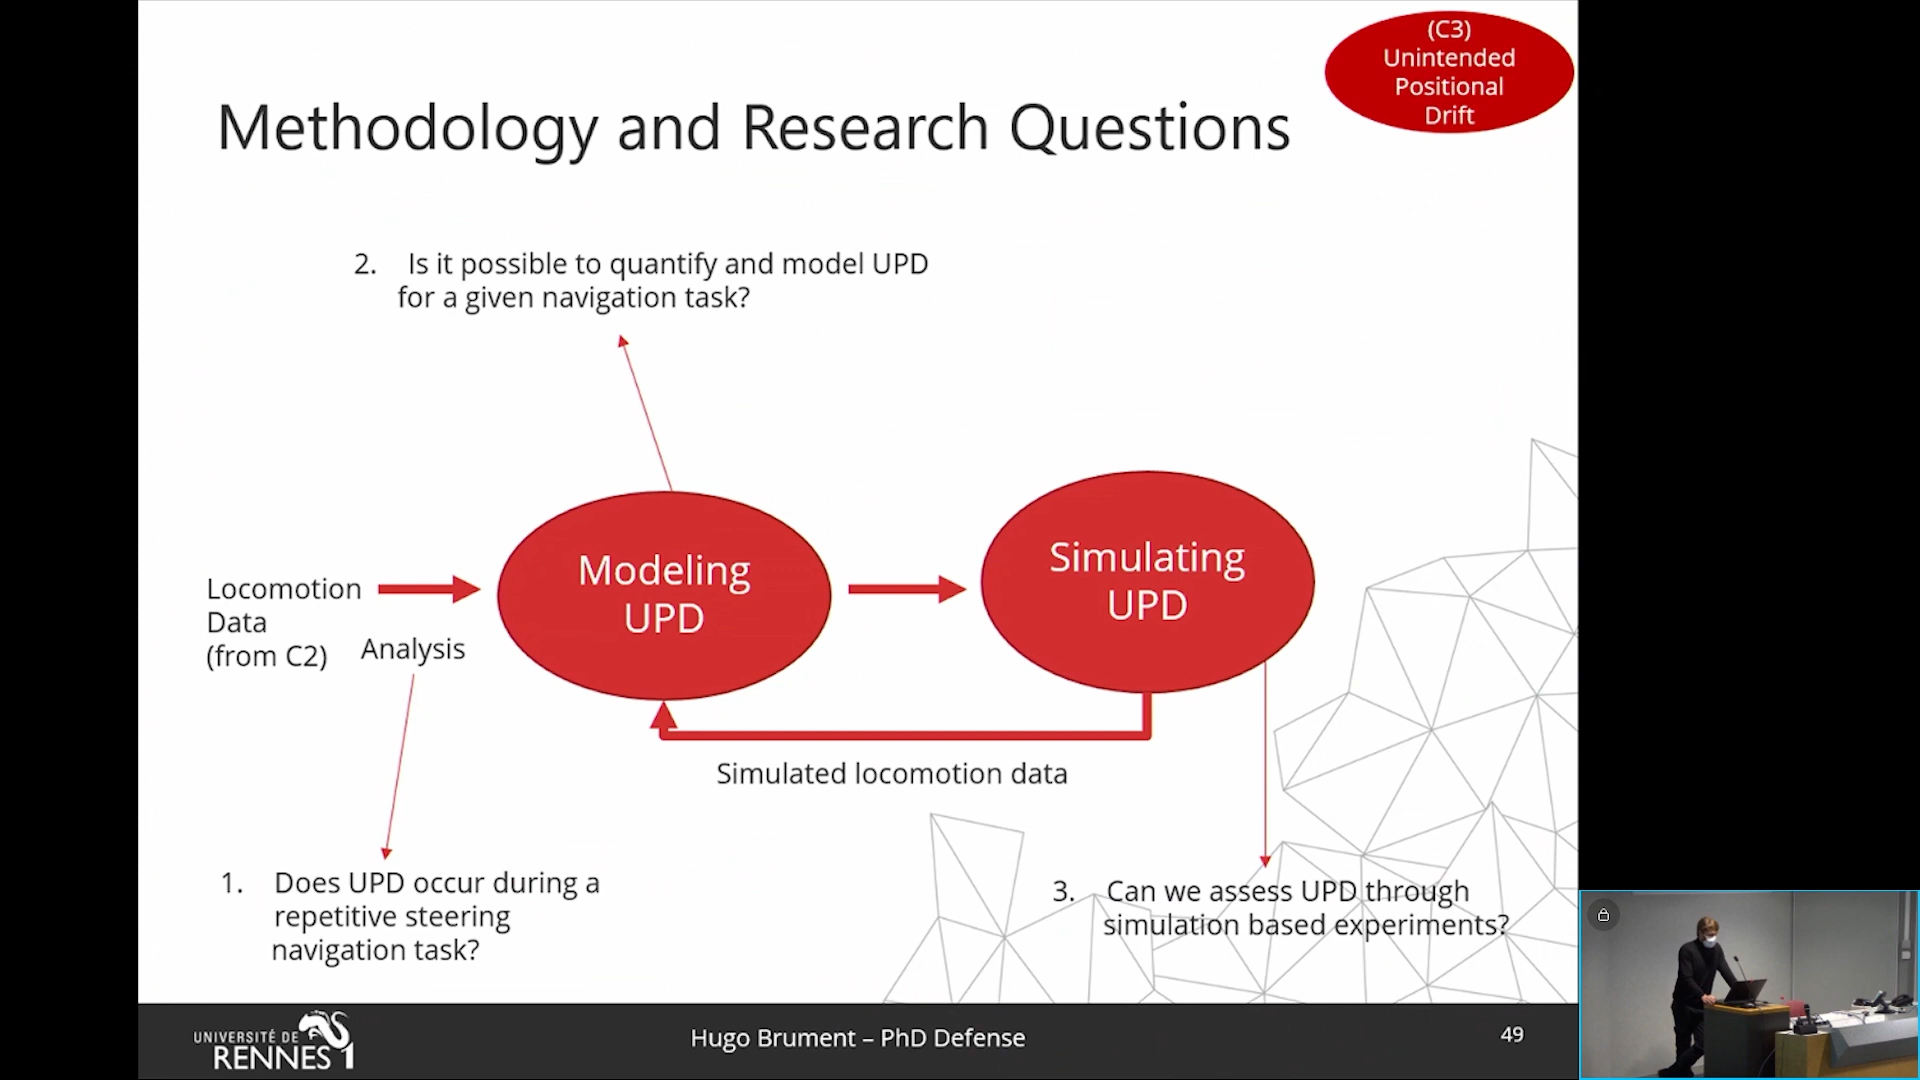 (C3)
Unintended
Positional
Drift
Methodology and Research Questions
2. Is it possible to quantify and model UPD
for a given navigation task?
Modeling
UPD
Simulating
UPD
Locomotion
Data
(from C2)
Analysis
Simulated locomotion data
1. Does UPD occur during a
repetitive steering
navigation task?
3. Can we assess UPD through
simulation based experiments?
UNIVERSITÉ DE
RENNES 1
Hugo Brument – PhD Defense
49